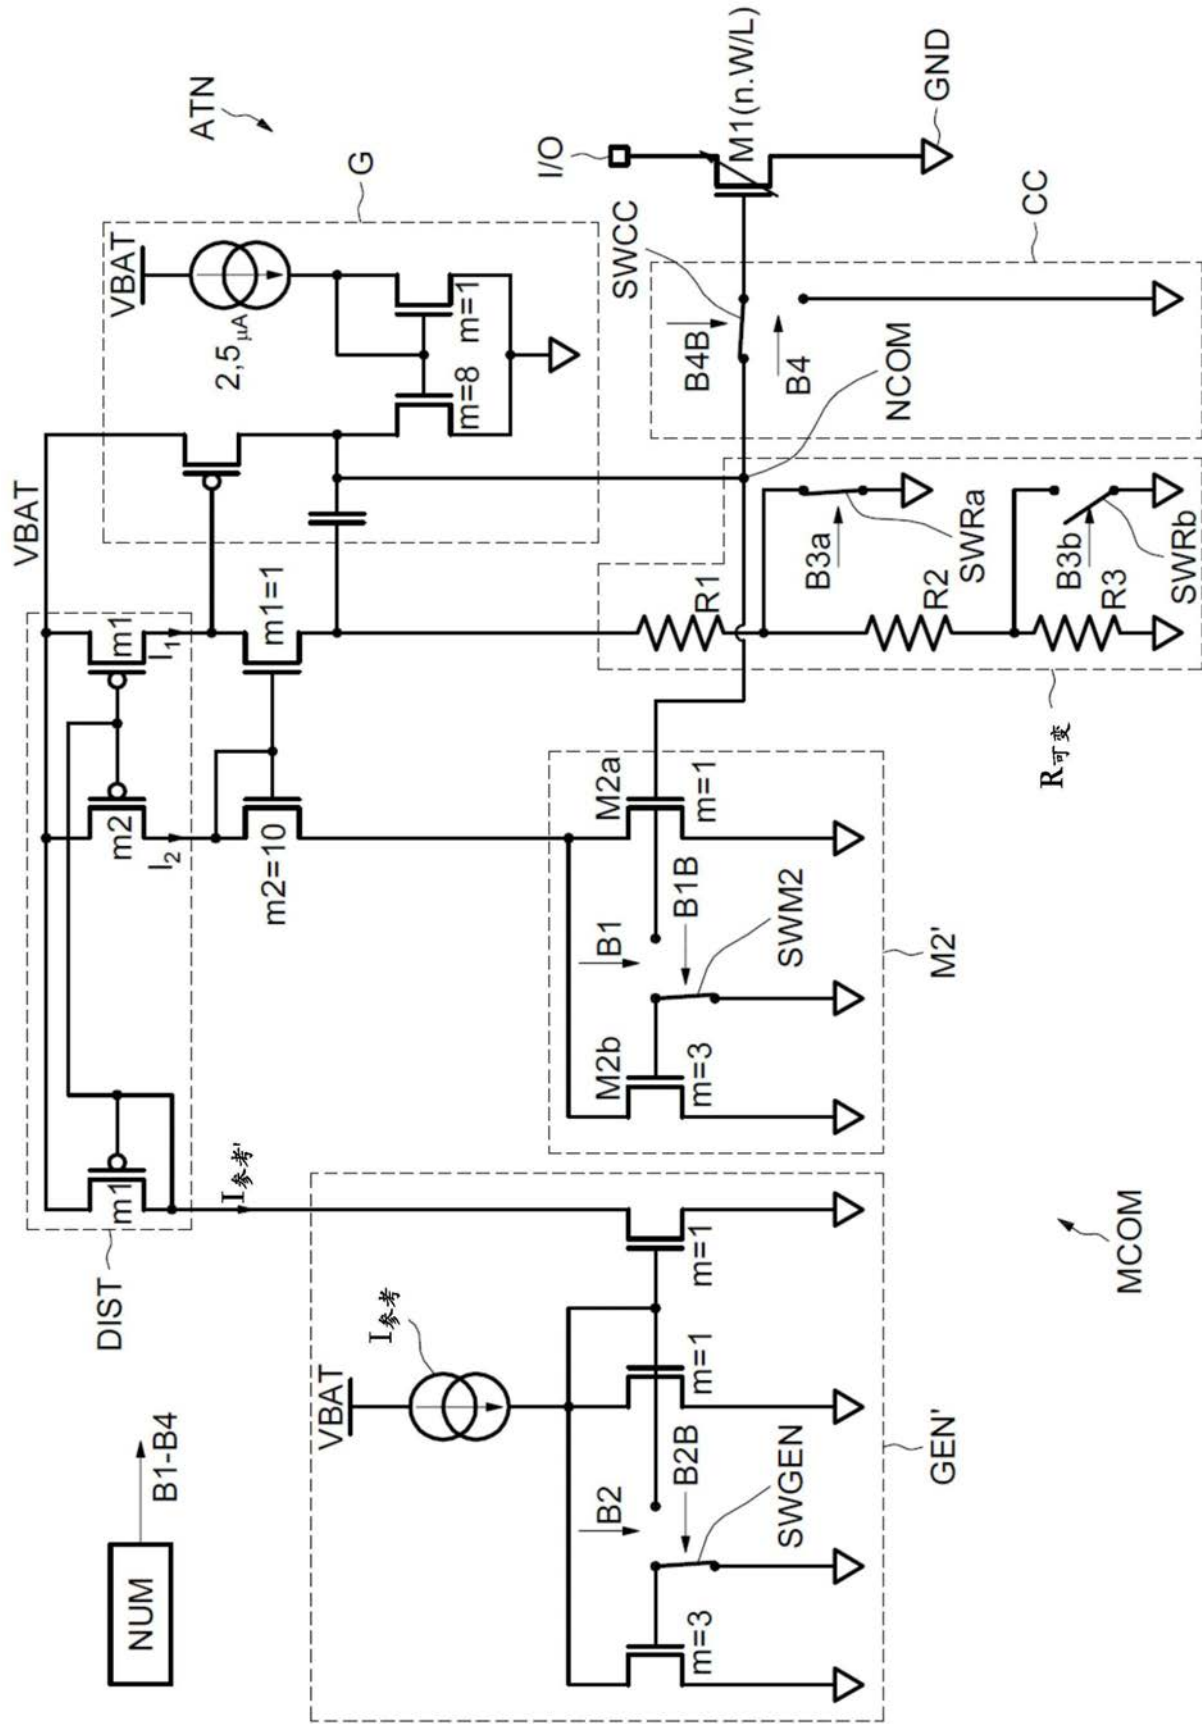 NUM
B1-B4
DIST
VBAT
ATN
m1
m2
m1
I参考'
I2
I1
m2=10
m1=1
VBAT
2,5μA
G
m=8
m=1
VBAT
I参考
B2
B2B
SWGEN
m=3
m=1
m=1
GEN'
M2b
M2a
m=3
m=1
B1
B1B
SWM2
M2'
R1
R2
R3
B3a
SWRa
B3b
SWRb
R可变
B4B
SWCC
B4
NCOM
CC
I/O
M1(n.W/L)
GND
MCOM